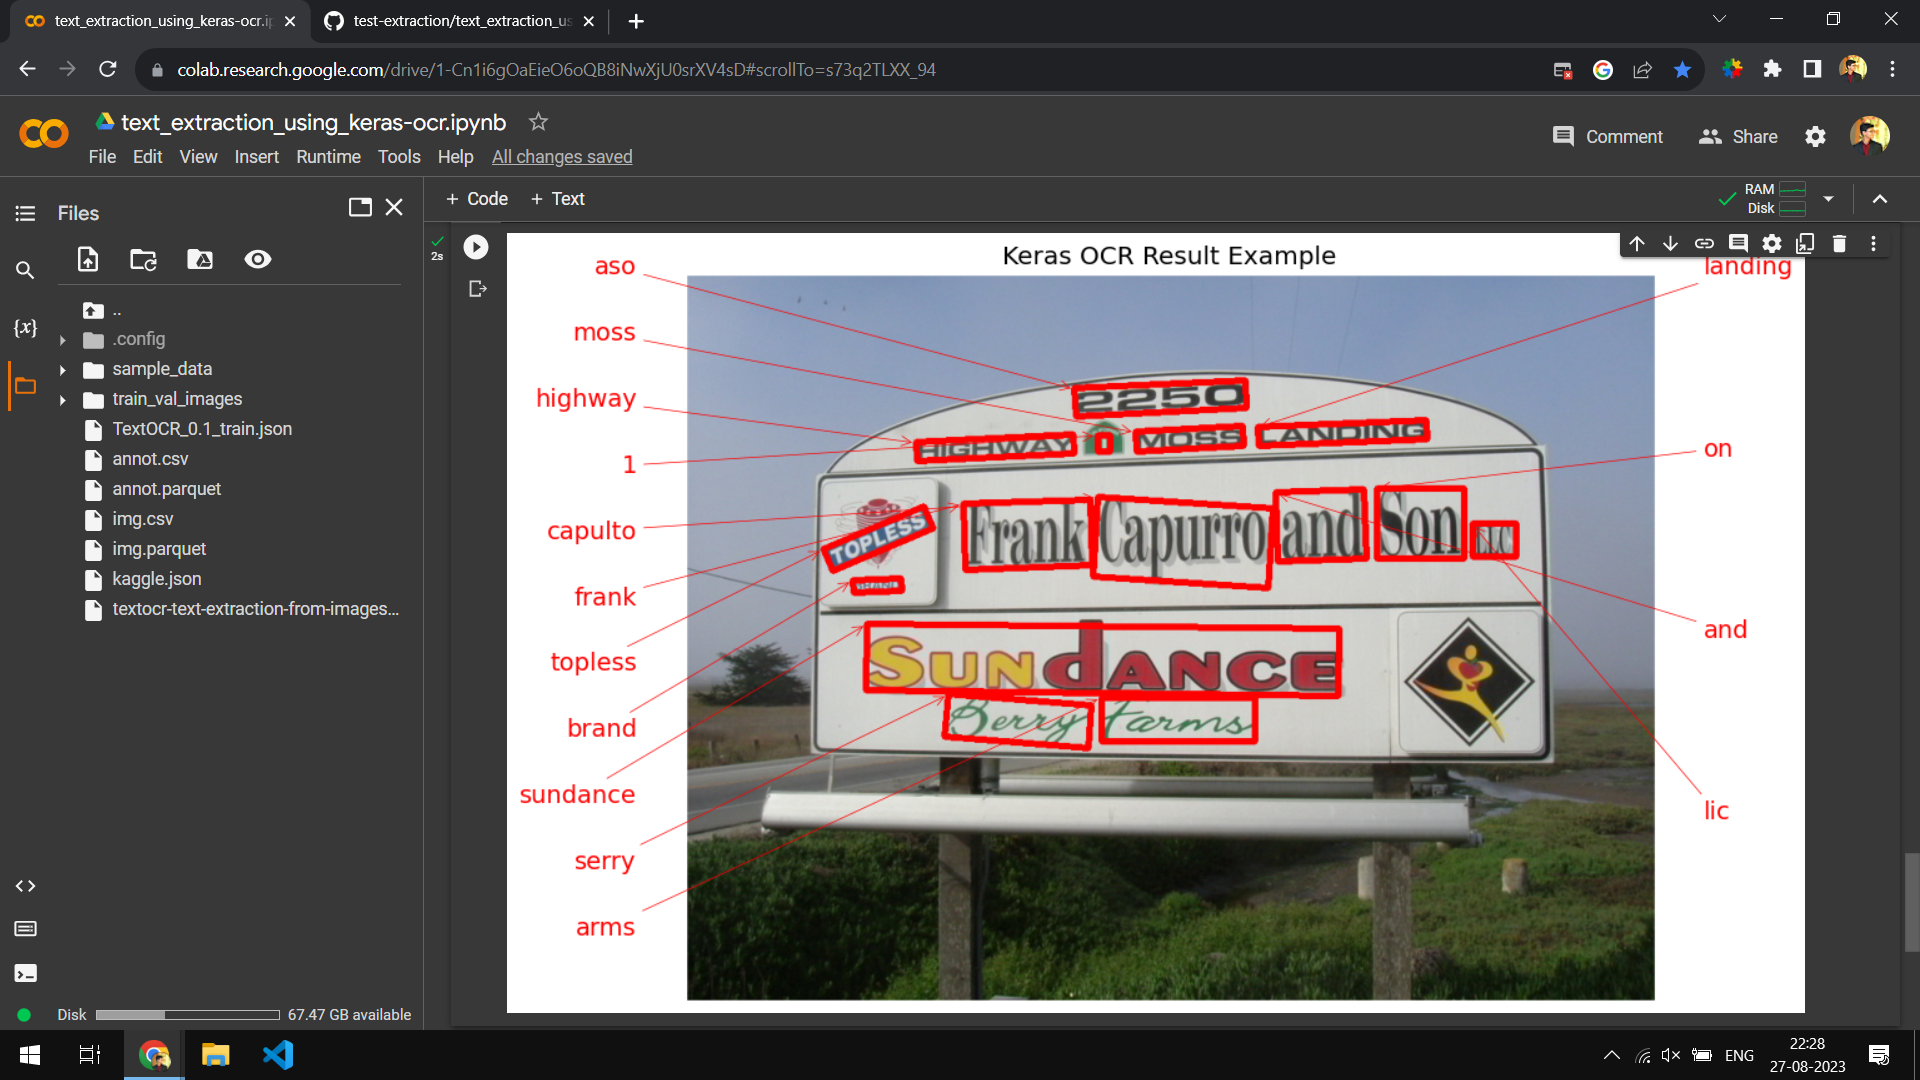 text_extraction_using_keras-ocr.ip
test-extraction/text_extraction_us
colab.research.google.com/drive/1-Cn1i6gOaEieO6oQB8iNwXjU0srXV4sD#scrollTo=s73q2TLXX_94
text_extraction_using_keras-ocr.ipynb
Comment
Share
File Edit View Insert Runtime Tools Help All changes saved
Files
+ Code + Text
RAM
Disk
..
.config
sample_data
train_val_images
TextOCR_0.1_train.json
annot.csv
annot.parquet
img.csv
img.parquet
kaggle.json
textocr-text-extraction-from-images...
{x}
Disk 67.47 GB available
2s
Keras OCR Result Example
aso
moss
highway
1
capulto
frank
topless
brand
sundance
serry
arms
landing
on
and
lic
2250
HIGHWAY 1 MOSS LANDING
TOPLESS
BRAND
Frank Capurro and Son LLC
SUNdANCE
Berry Farms
ENG
22:28
27-08-2023